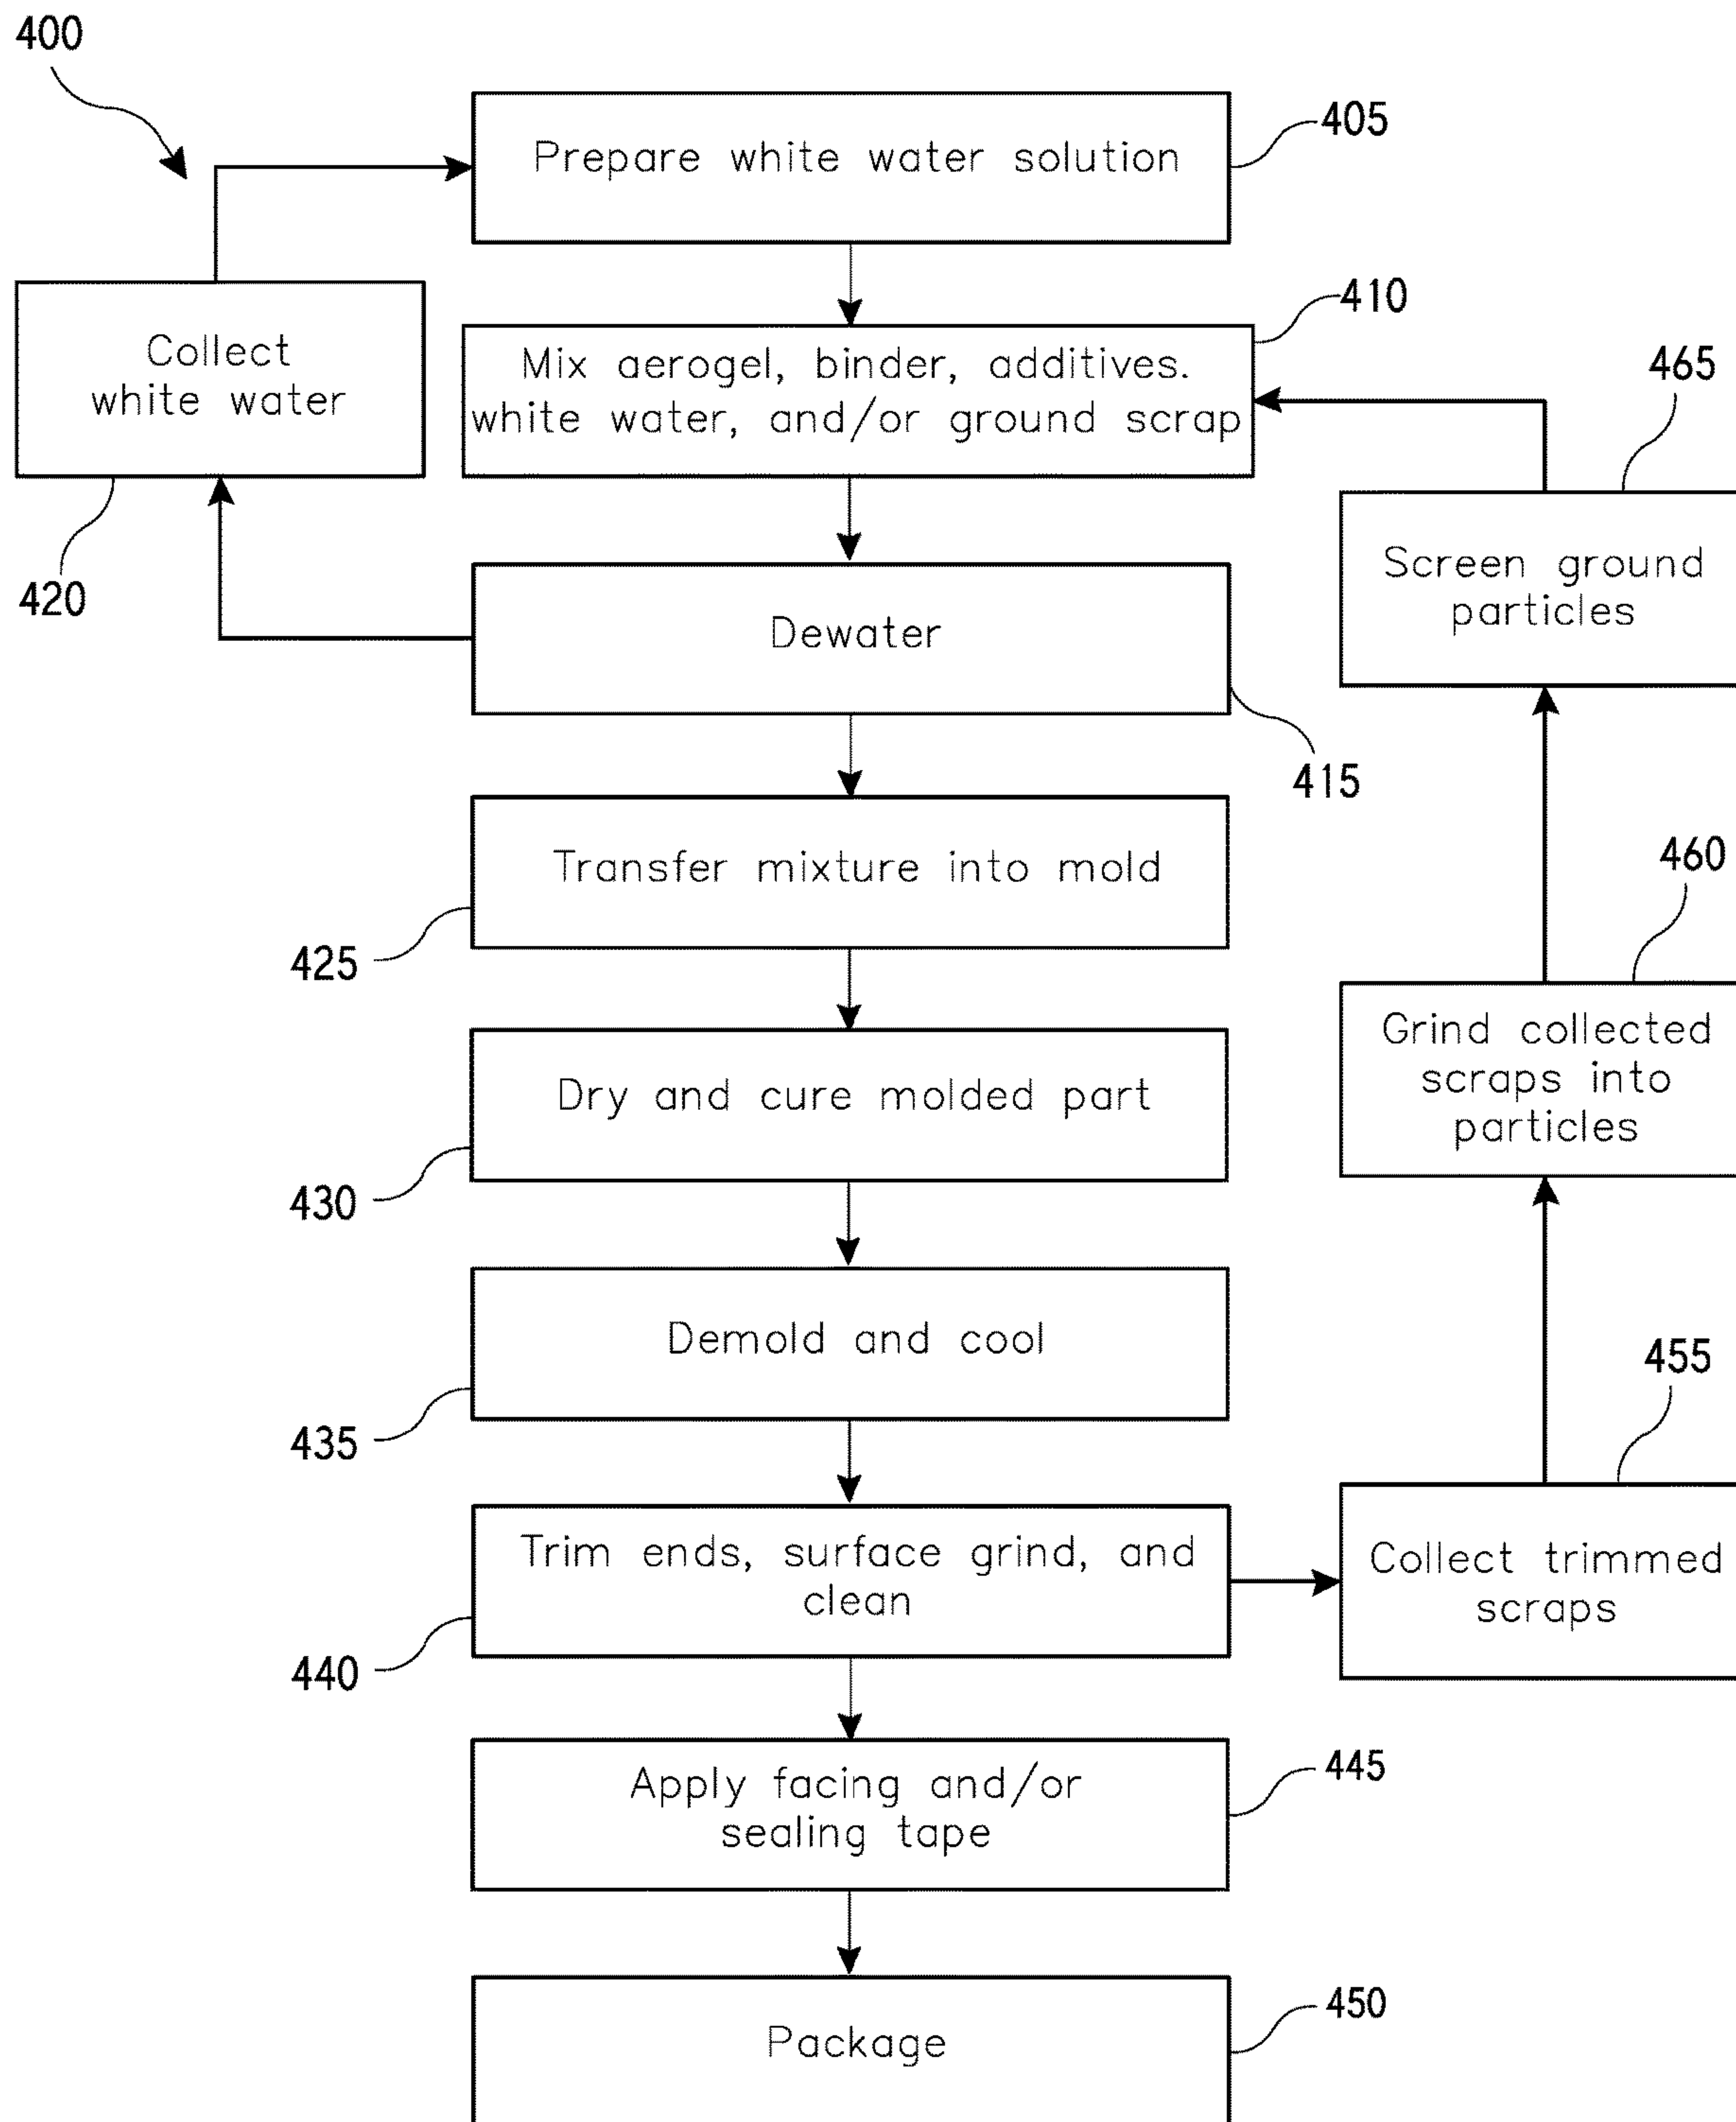 400
Prepare white water solution
405
Collect
white water
420
Mix aerogel, binder, additives.
white water, and/or ground scrap
410
465
Screen ground
particles
Dewater
415
Transfer mixture into mold
425
460
Grind collected
scraps into
particles
Dry and cure molded part
430
Demold and cool
435
455
Trim ends, surface grind, and
clean
440
Collect trimmed
scraps
Apply facing and/or
sealing tape
445
Package
450